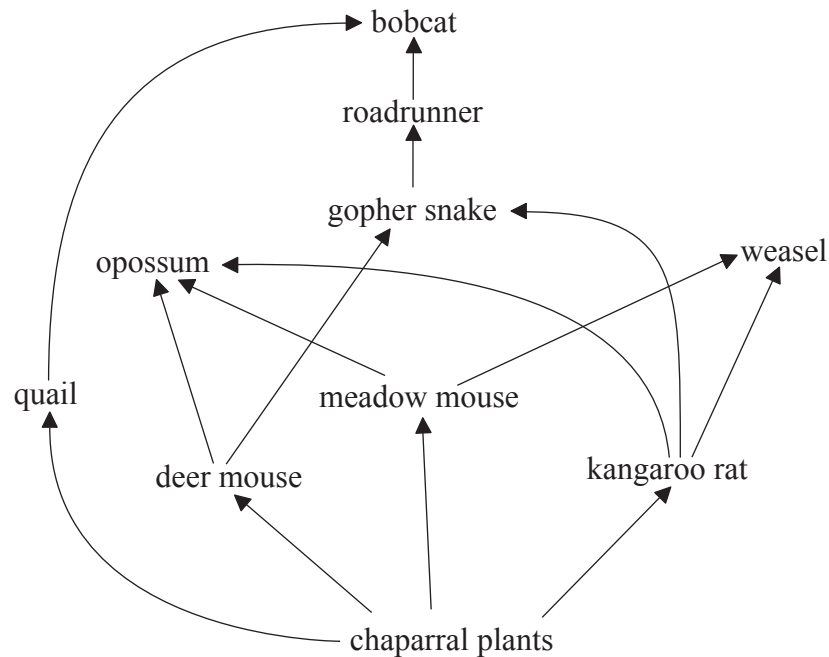 bobcat
roadrunner
gopher snake
weasel
opossum
quail
meadow mouse
kangaroo rat
deer mouse
chaparral plants